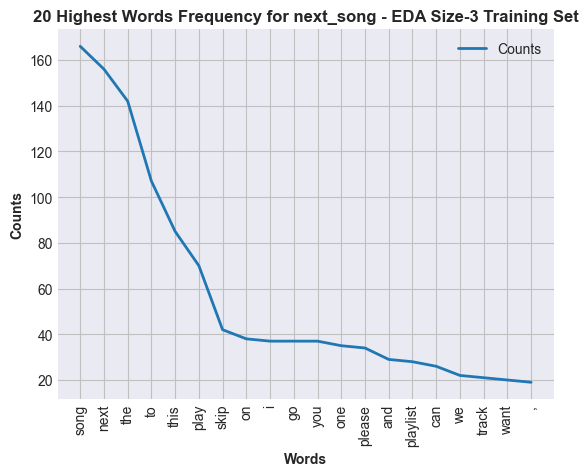 20 Highest Words Frequency for next_song - EDA Size-3 Training Set
Counts
160
140
120
100
80
60
40
20
Counts
song next the to this play skip on i go you one please and playlist can we track want ,
Words